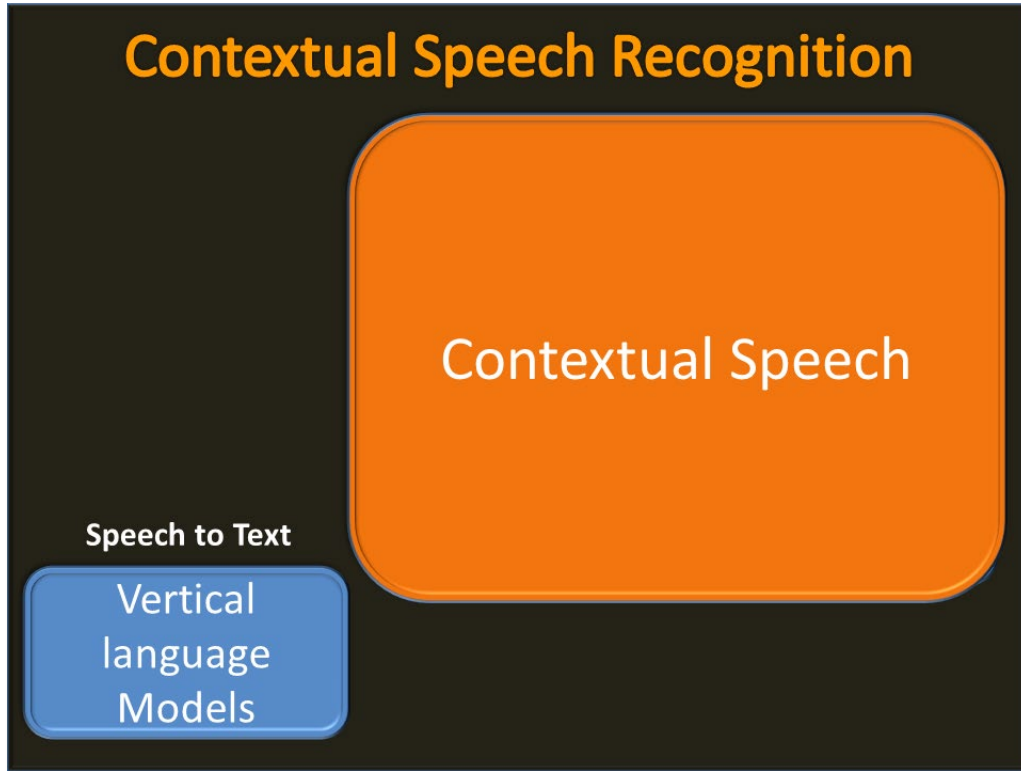 Contextual Speech Recognition
Contextual Speech
Speech to Text
Vertical
language
Models